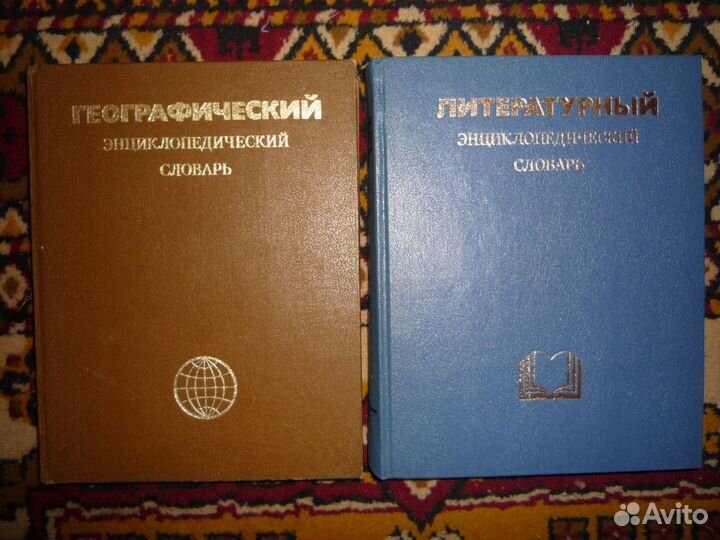 ГЕОГРАФИЧЕСКИЙ
ЭНЦИКЛОПЕДИЧЕСКИЙ
СЛОВАРЬ
ЛИТЕРАТУРНЫЙ
ЭНЦИКЛОПЕДИЧЕСКИЙ
СЛОВАРЬ
Avito